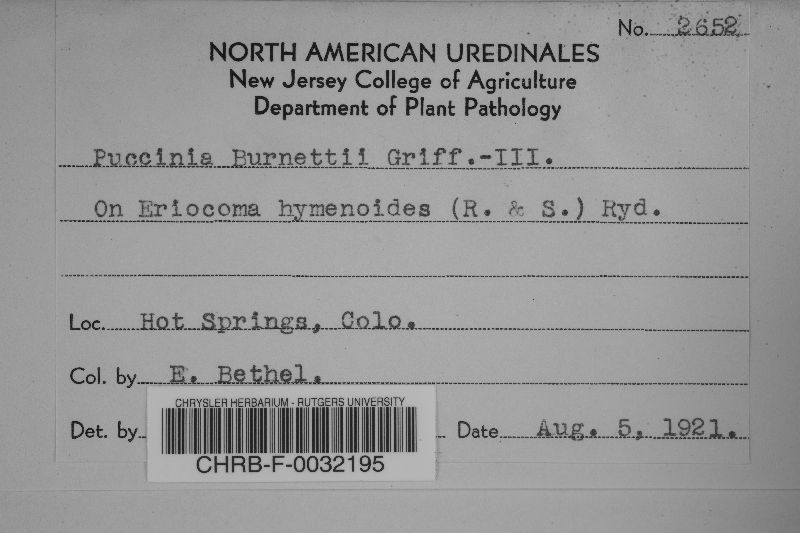 No. 2652
NORTH AMERICAN UREDINALES
New Jersey College of Agriculture
Department of Plant Pathology
Puccinia Burnettii Griff.-III.
On Eriocoma hymenoides (R. & S.) Ryd.
Loc. Hot Springs, Colo.
Col. by E. Bethel.
Det. by Date Aug. 5, 1921.
CHRYSLER HERBARIUM - RUTGERS UNIVERSITY
CHRB-F-0032195